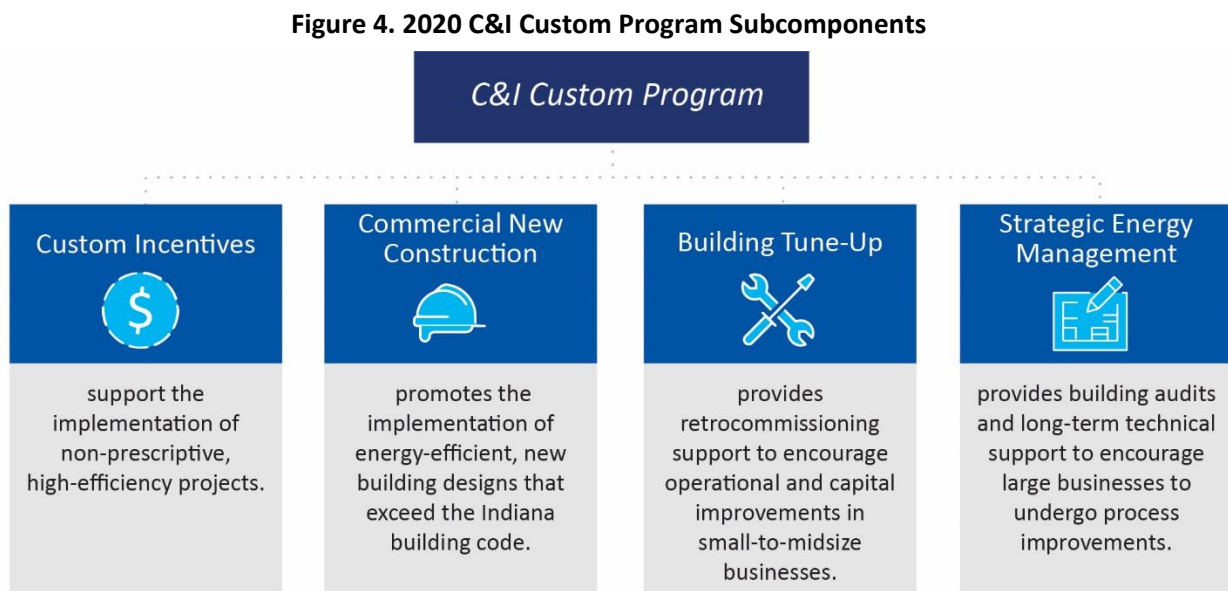 Figure 4. 2020 C&I Custom Program Subcomponents
C&I Custom Program
Custom Incentives
$
support the
implementation of
non-prescriptive,
high-efficiency projects.
Commercial New
Construction
promotes the
implementation of
energy-efficient, new
building designs that
exceed the Indiana
building code.
Building Tune-Up
provides
retrocommissioning
support to encourage
operational and capital
improvements in
small-to-midsize
businesses.
Strategic Energy
Management
provides building audits
and long-term technical
support to encourage
large businesses to
undergo process
improvements.